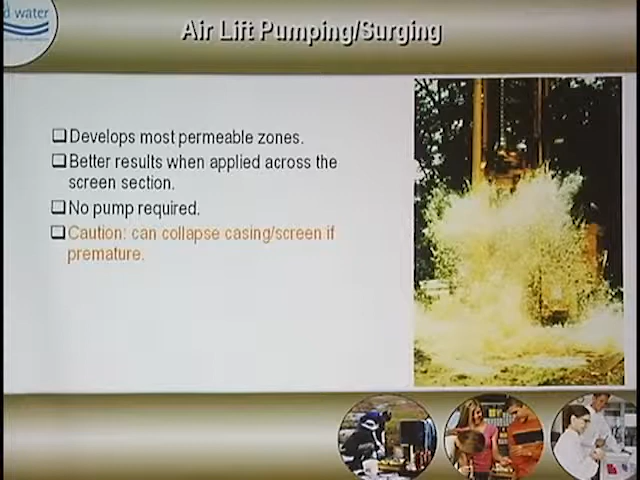 d water
Air Lift Pumping/Surging
❑Develops most permeable zones.
❑Better results when applied across the
screen section.
❑No pump required.
❑Caution: can collapse casing/screen if
premature.